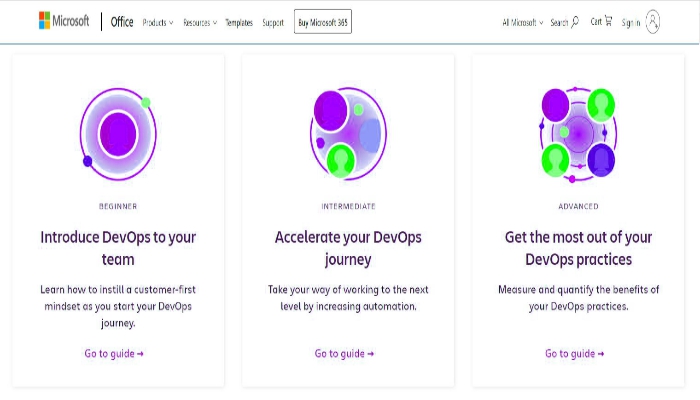 Microsoft Office Products Resources Templates Support Buy Microsoft 365 All Microsoft Search Cart Sign in
BEGINNER
Introduce DevOps to your
team
Learn how to instill a customer-first
mindset as you start your DevOps
journey.
Go to guide →
INTERMEDIATE
Accelerate your DevOps
journey
Take your way of working to the next
level by increasing automation.
Go to guide →
ADVANCED
Get the most out of your
DevOps practices
Measure and quantify the benefits of
your DevOps practices.
Go to guide →